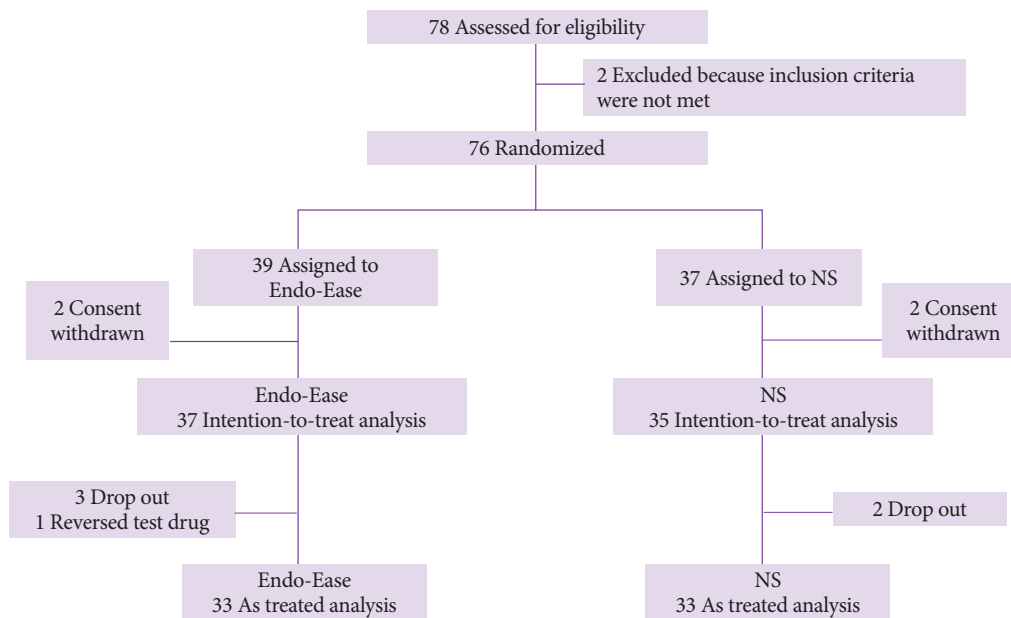 78 Assessed for eligibility
2 Excluded because inclusion criteria
were not met
76 Randomized
39 Assigned to
Endo-Ease
37 Assigned to NS
2 Consent
withdrawn
2 Consent
withdrawn
Endo-Ease
37 Intention-to-treat analysis
NS
35 Intention-to-treat analysis
3 Drop out
1 Reversed test drug
2 Drop out
Endo-Ease
33 As treated analysis
NS
33 As treated analysis